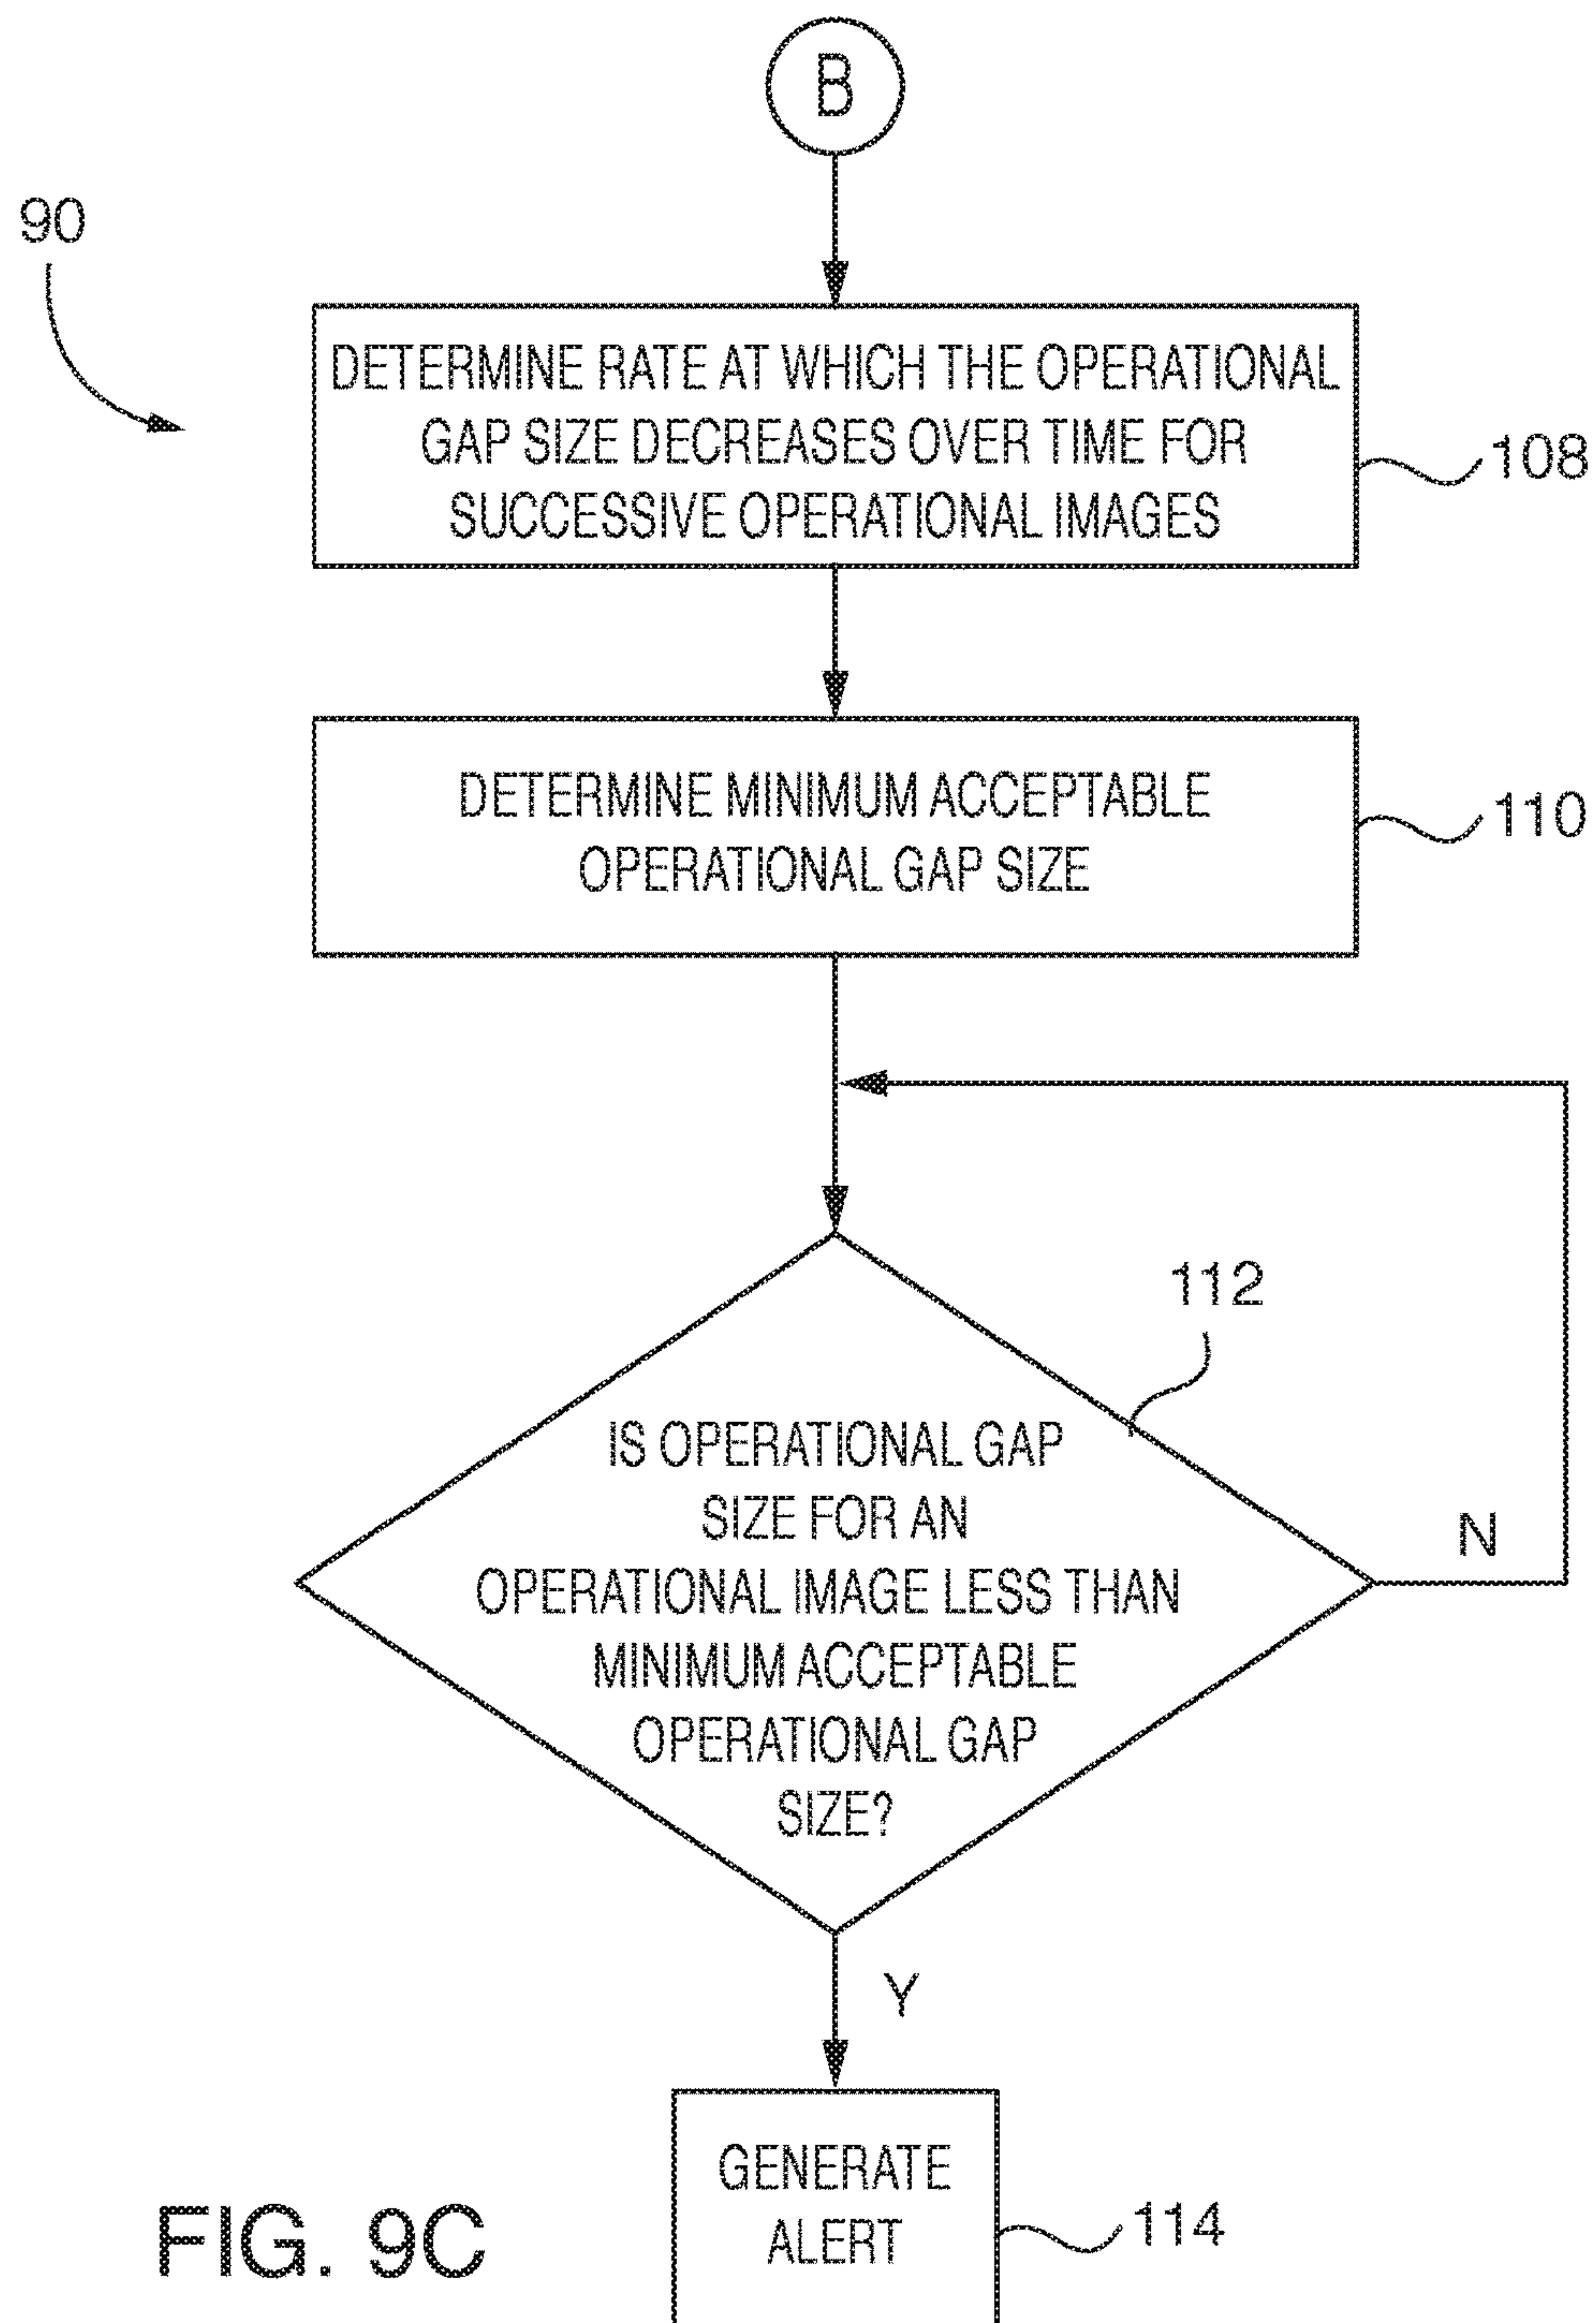 B
90
DETERMINE RATE AT WHICH THE OPERATIONAL
GAP SIZE DECREASES OVER TIME FOR
SUCCESSIVE OPERATIONAL IMAGES
108
DETERMINE MINIMUM ACCEPTABLE
OPERATIONAL GAP SIZE
110
112
IS OPERATIONAL GAP
SIZE FOR AN
OPERATIONAL IMAGE LESS THAN
MINIMUM ACCEPTABLE
OPERATIONAL GAP
SIZE?
N
Y
GENERATE
ALERT
114
FIG. 9C